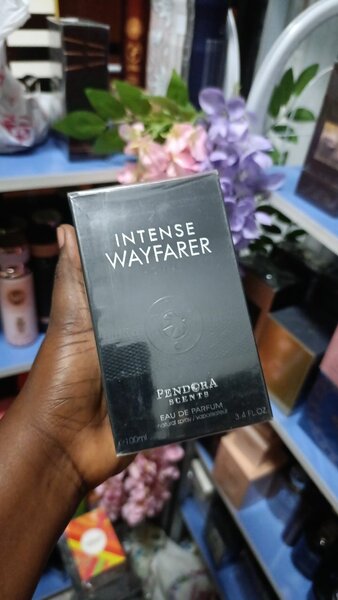 INTENSE
WAYFARER
PENDORA
SCENTS
EAU DE PARFUM
natural spray / vaporisateur
℮ 100ml
3.4 FL.OZ